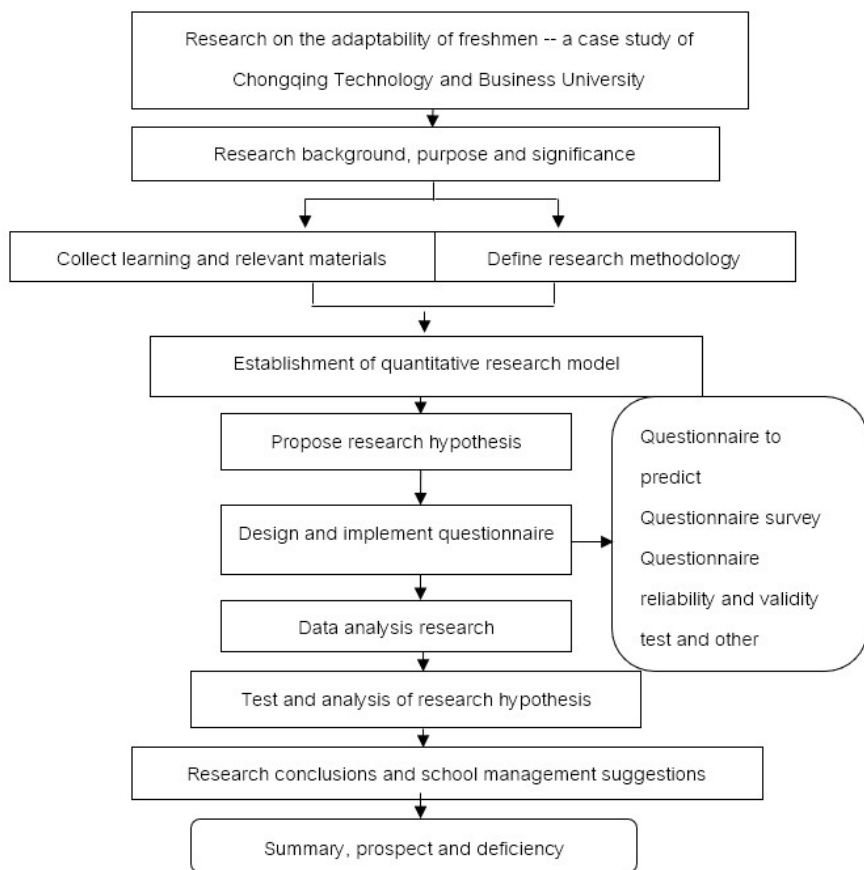 Research on the adaptability of freshmen -- a case study of
Chongqing Technology and Business University
Research background, purpose and significance
Collect learning and relevant materials
Define research methodology
Establishment of quantitative research model
Propose research hypothesis
Design and implement questionnaire
Questionnaire to
predict
Questionnaire survey
Questionnaire
reliability and validity
test and other
Data analysis research
Test and analysis of research hypothesis
Research conclusions and school management suggestions
Summary, prospect and deficiency